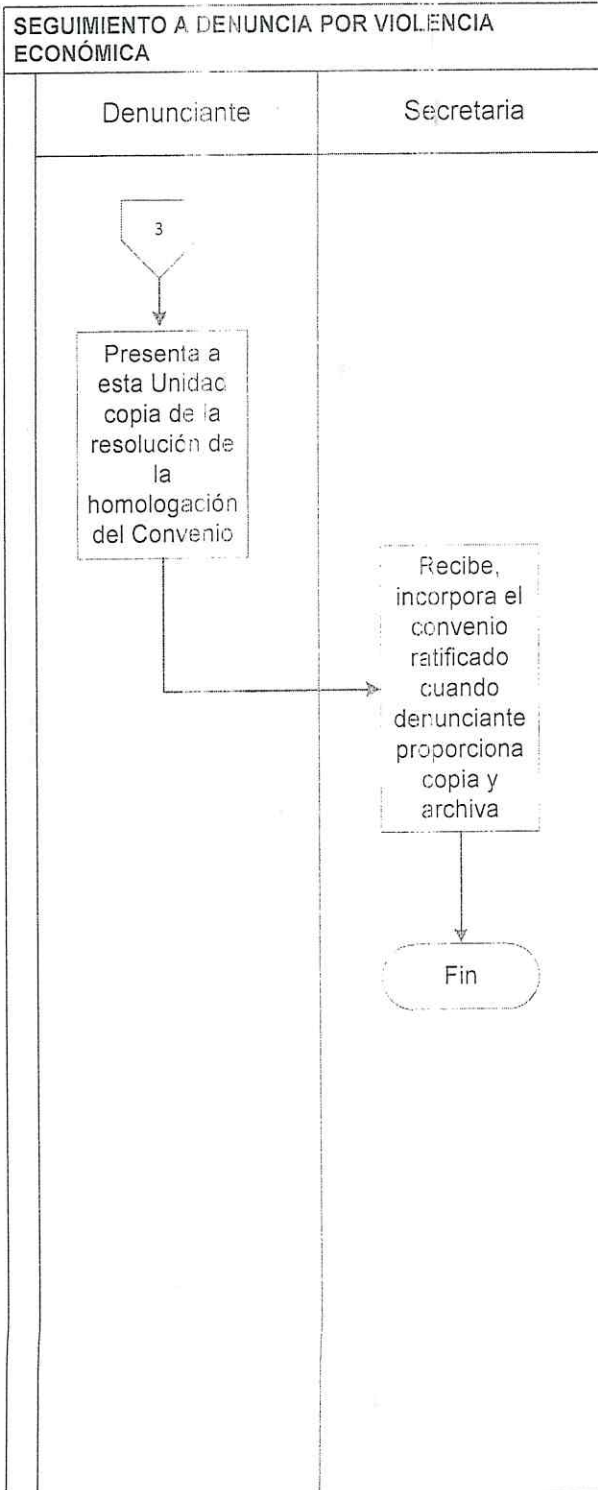 SEGUIMIENTO A DENUNCIA POR VIOLENCIA
ECONÓMICA
Denunciante
Secretaria
3
Presenta a
esta Unidad
copia de la
resolución de
la
homologación
del Convenio
Recibe,
incorpora el
convenio
ratificado
cuando
denunciante
proporciona
copia y
archiva
Fin